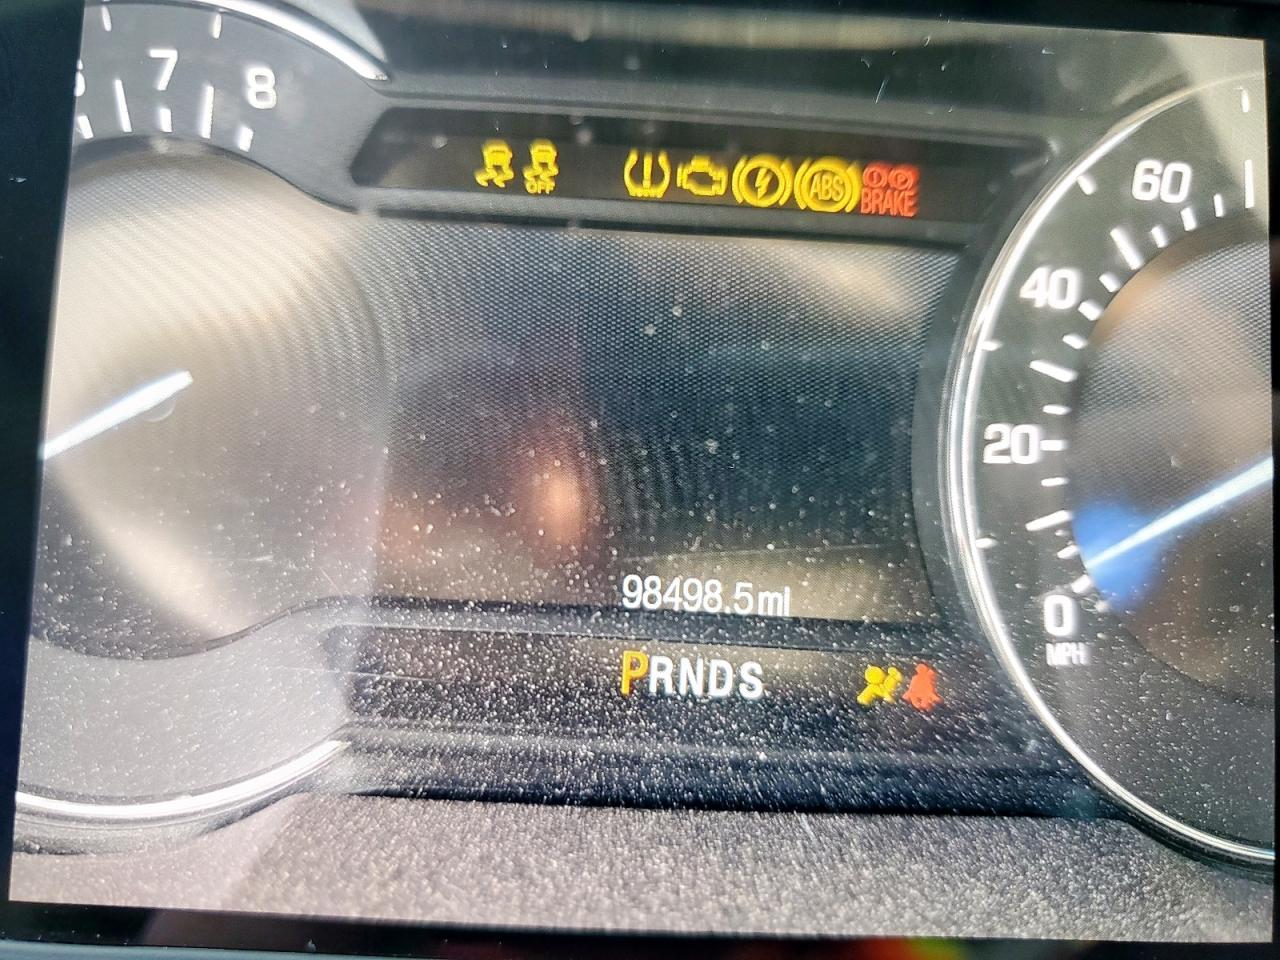 7 8
OFF
ABS
P
BRAKE
60
40
20
0
MPH
98498.5mi
PRNDS